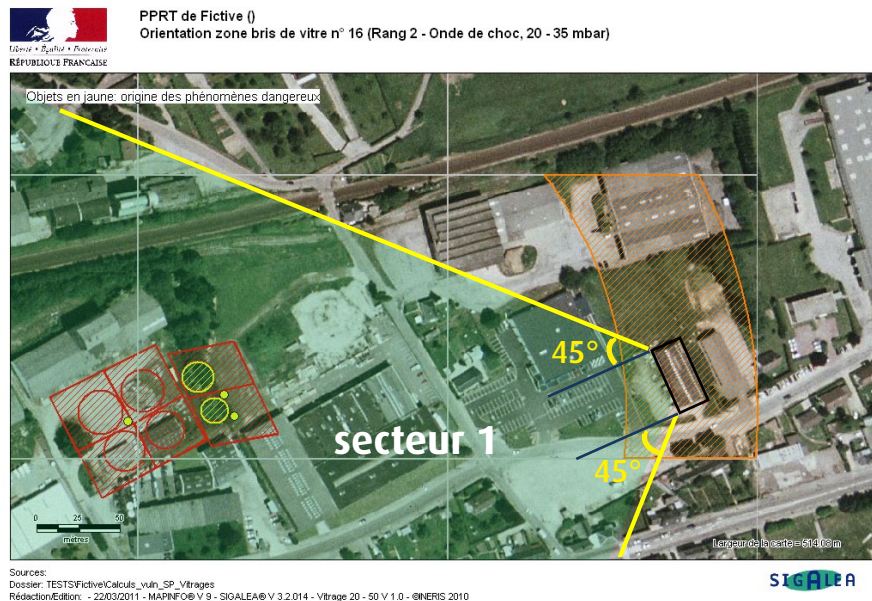 PPRT de Fictive ()
Orientation zone bris de vitre n° 16 (Rang 2 - Onde de choc, 20 - 35 mbar)
Liberté • Égalité • Fraternité
RÉPUBLIQUE FRANÇAISE
Objets en jaune: origine des phénomènes dangereux
45°
secteur 1
45°
0 25 50
mètres
Largeur de la carte = 514.08 m
Sources:
Dossier: TESTS\Fictive\Calculs_vuln_SP_Vitrages
Rédaction/Edition: - 22/03/2011 - MAPINFO® V 9 - SIGALEA® V 3.2.014 - Vitrage 20 - 50 V 1.0 - ©INERIS 2010
SIGALEA